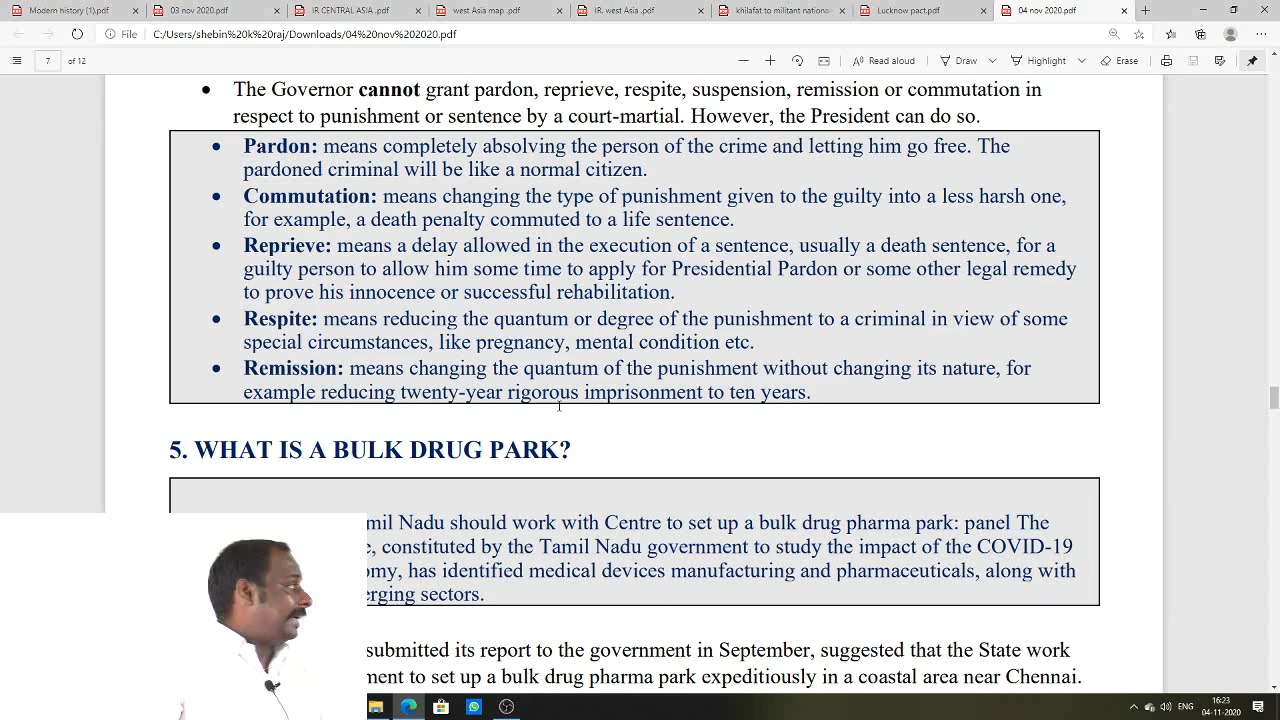 Modern history (1).pdf
03 nov 2020.pdf
IR CENTRAL ASIA .pdf
west Asia map .pdf
IR. west Asia .pdf
khilafat to militant national
Lucknow pact.pdf
04 nov 2020.pdf
File C:/Users/shebin%20k%20raj/Downloads/04%20nov%202020.pdf
7 of 12 Read aloud Draw Highlight Erase
• The Governor cannot grant pardon, reprieve, respite, suspension, remission or commutation in
respect to punishment or sentence by a court-martial. However, the President can do so.
• Pardon: means completely absolving the person of the crime and letting him go free. The
pardoned criminal will be like a normal citizen.
• Commutation: means changing the type of punishment given to the guilty into a less harsh one,
for example, a death penalty commuted to a life sentence.
• Reprieve: means a delay allowed in the execution of a sentence, usually a death sentence, for a
guilty person to allow him some time to apply for Presidential Pardon or some other legal remedy
to prove his innocence or successful rehabilitation.
• Respite: means reducing the quantum or degree of the punishment to a criminal in view of some
special circumstances, like pregnancy, mental condition etc.
• Remission: means changing the quantum of the punishment without changing its nature, for
example reducing twenty-year rigorous imprisonment to ten years.
5. WHAT IS A BULK DRUG PARK?
mil Nadu should work with Centre to set up a bulk drug pharma park: panel The
e, constituted by the Tamil Nadu government to study the impact of the COVID-19
omy, has identified medical devices manufacturing and pharmaceuticals, along with
erging sectors.
submitted its report to the government in September, suggested that the State work
ment to set up a bulk drug pharma park expeditiously in a coastal area near Chennai.
ENG
16:23
04-11-2020